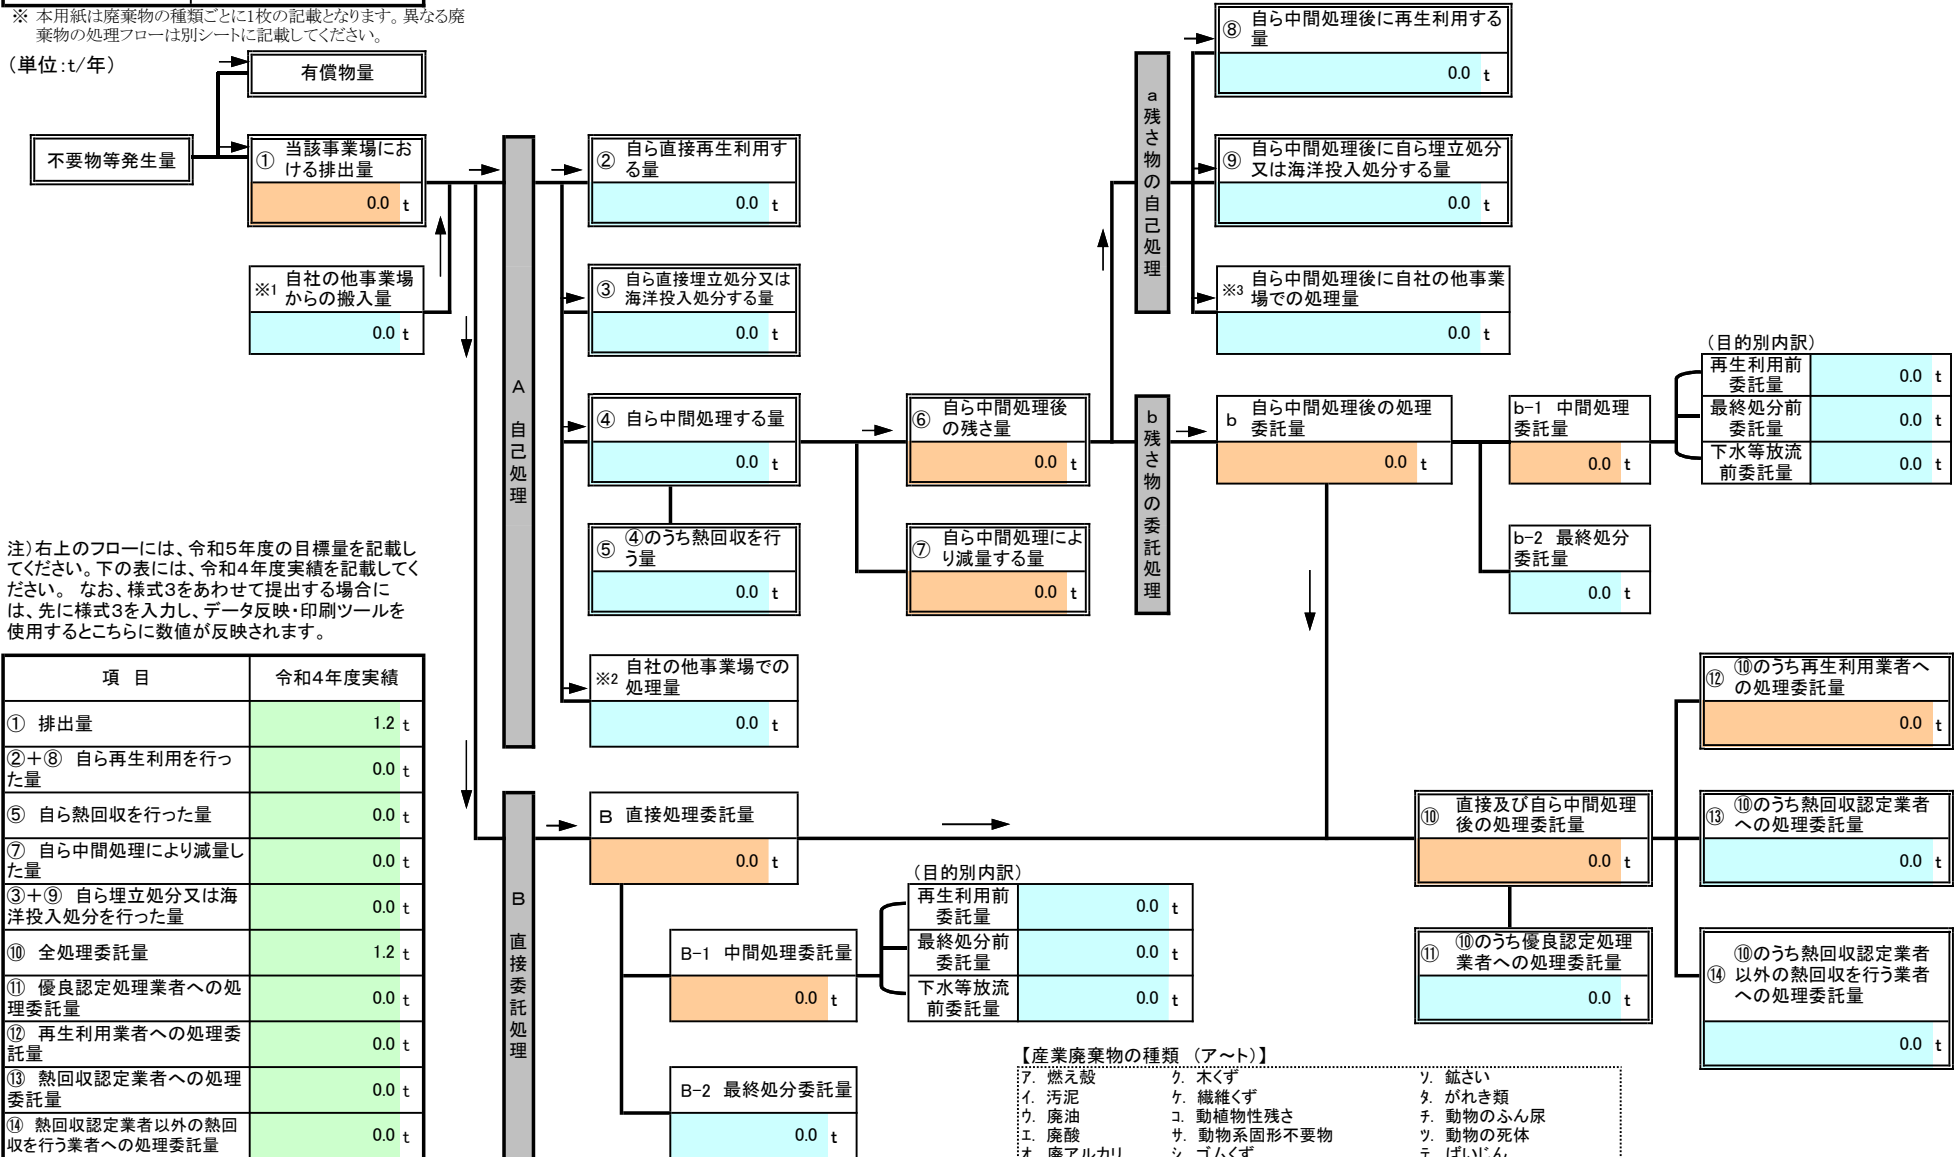 ※ 本用紙は廃棄物の種類ごとに1枚の記載となります。異なる廃
棄物の処理フローは別シートに記載してください。
(単位:t/年)
有償物量
不要物等発生量
① 当該事業場にお
ける排出量
0.0 t
※1 自社の他事業場
からの搬入量
0.0 t
A 自己処理
② 自ら直接再生利用す
る量
0.0 t
③ 自ら直接埋立処分又は
海洋投入処分する量
0.0 t
④ 自ら中間処理する量
0.0 t
⑤ ④のうち熱回収を行
う量
0.0 t
※2 自社の他事業場での
処理量
0.0 t
⑥ 自ら中間処理後
の残さ量
0.0 t
⑦ 自ら中間処理によ
り減量する量
0.0 t
a残さ物の自己処理
⑧ 自ら中間処理後に再生利用する
量
0.0 t
⑨ 自ら中間処理後に自ら埋立処分
又は海洋投入処分する量
0.0 t
※3 自ら中間処理後に自社の他事業
場での処理量
0.0 t
b残さ物の委託処理
b 自ら中間処理後の処理
委託量
0.0 t
b-1 中間処理
委託量
0.0 t
b-2 最終処分
委託量
0.0 t
(目的別内訳)
再生利用前
委託量 0.0 t
最終処分前
委託量 0.0 t
下水等放流
前委託量 0.0 t
注)右上のフローには、令和5年度の目標量を記載し
てください。下の表には、令和4年度実績を記載してく
ださい。 なお、様式3をあわせて提出する場合に
は、先に様式3を入力し、データ反映・印刷ツールを
使用するとこちらに数値が反映されます。
項 目 令和4年度実績
① 排出量 1.2 t
②+⑧ 自ら再生利用を行っ
た量 0.0 t
⑤ 自ら熱回収を行った量 0.0 t
⑦ 自ら中間処理により減量し
た量 0.0 t
③+⑨ 自ら埋立処分又は海
洋投入処分を行った量 0.0 t
⑩ 全処理委託量 1.2 t
⑪ 優良認定処理業者への処
理委託量 0.0 t
⑫ 再生利用業者への処理委
託量 0.0 t
⑬ 熱回収認定業者への処理
委託量 0.0 t
⑭ 熱回収認定業者以外の熱回
収を行う業者への処理委託量 0.0 t
B 直接委託処理
B 直接処理委託量
0.0 t
B-1 中間処理委託量
0.0 t
B-2 最終処分委託量
0.0 t
(目的別内訳)
再生利用前
委託量 0.0 t
最終処分前
委託量 0.0 t
下水等放流
前委託量 0.0 t
⑩ 直接及び自ら中間処理
後の処理委託量
0.0 t
⑪ ⑩のうち優良認定処理
業者への処理委託量
0.0 t
⑫ ⑩のうち再生利用業者へ
の処理委託量
0.0 t
⑬ ⑩のうち熱回収認定業者
への処理委託量
0.0 t
⑭ ⑩のうち熱回収認定業者
以外の熱回収を行う業者
への処理委託量
0.0 t
【産業廃棄物の種類 (ア~ト)】
ア. 燃え殻 ク. 木くず ソ. 鉱さい
イ. 汚泥 ケ. 繊維くず タ. がれき類
ウ. 廃油 コ. 動植物性残さ チ. 動物のふん尿
エ. 廃酸 サ. 動物系固形不要物 ツ. 動物の死体
オ. 廃アルカリ シ. ゴムくず テ. ばいじん